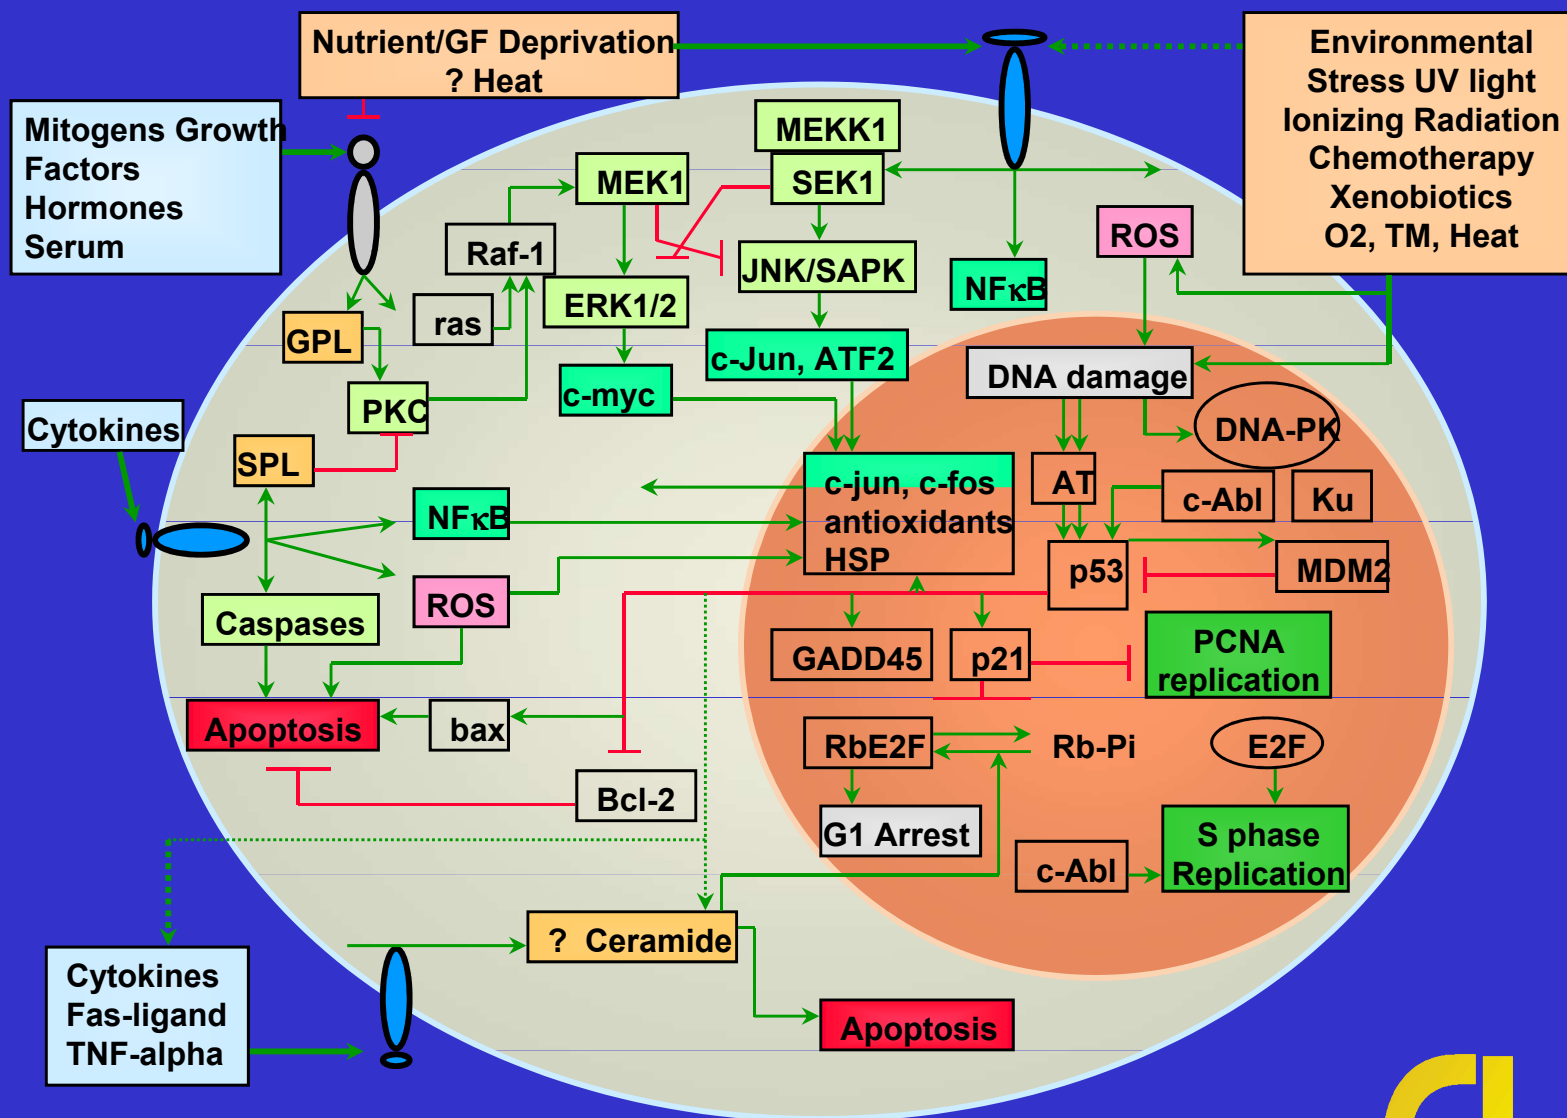 Nutrient/GF Deprivation
? Heat
Environmental
Stress UV light
Ionizing Radiation
Chemotherapy
Xenobiotics
O2, TM, Heat
Mitogens Growth
Factors
Hormones
Serum
MEKK1
MEK1
SEK1
Raf-1
ROS
JNK/SAPK
NFκB
ERK1/2
ras
GPL
c-Jun, ATF2
DNA damage
PKC
c-myc
Cytokines
DNA-PK
SPL
c-jun, c-fos
antioxidants
HSP
AT
c-Abl
Ku
NFκB
p53
MDM2
ROS
Caspases
GADD45
p21
PCNA
replication
Apoptosis
bax
RbE2F
Rb-Pi
E2F
Bcl-2
G1 Arrest
S phase
Replication
c-Abl
? Ceramide
Cytokines
Fas-ligand
TNF-alpha
Apoptosis